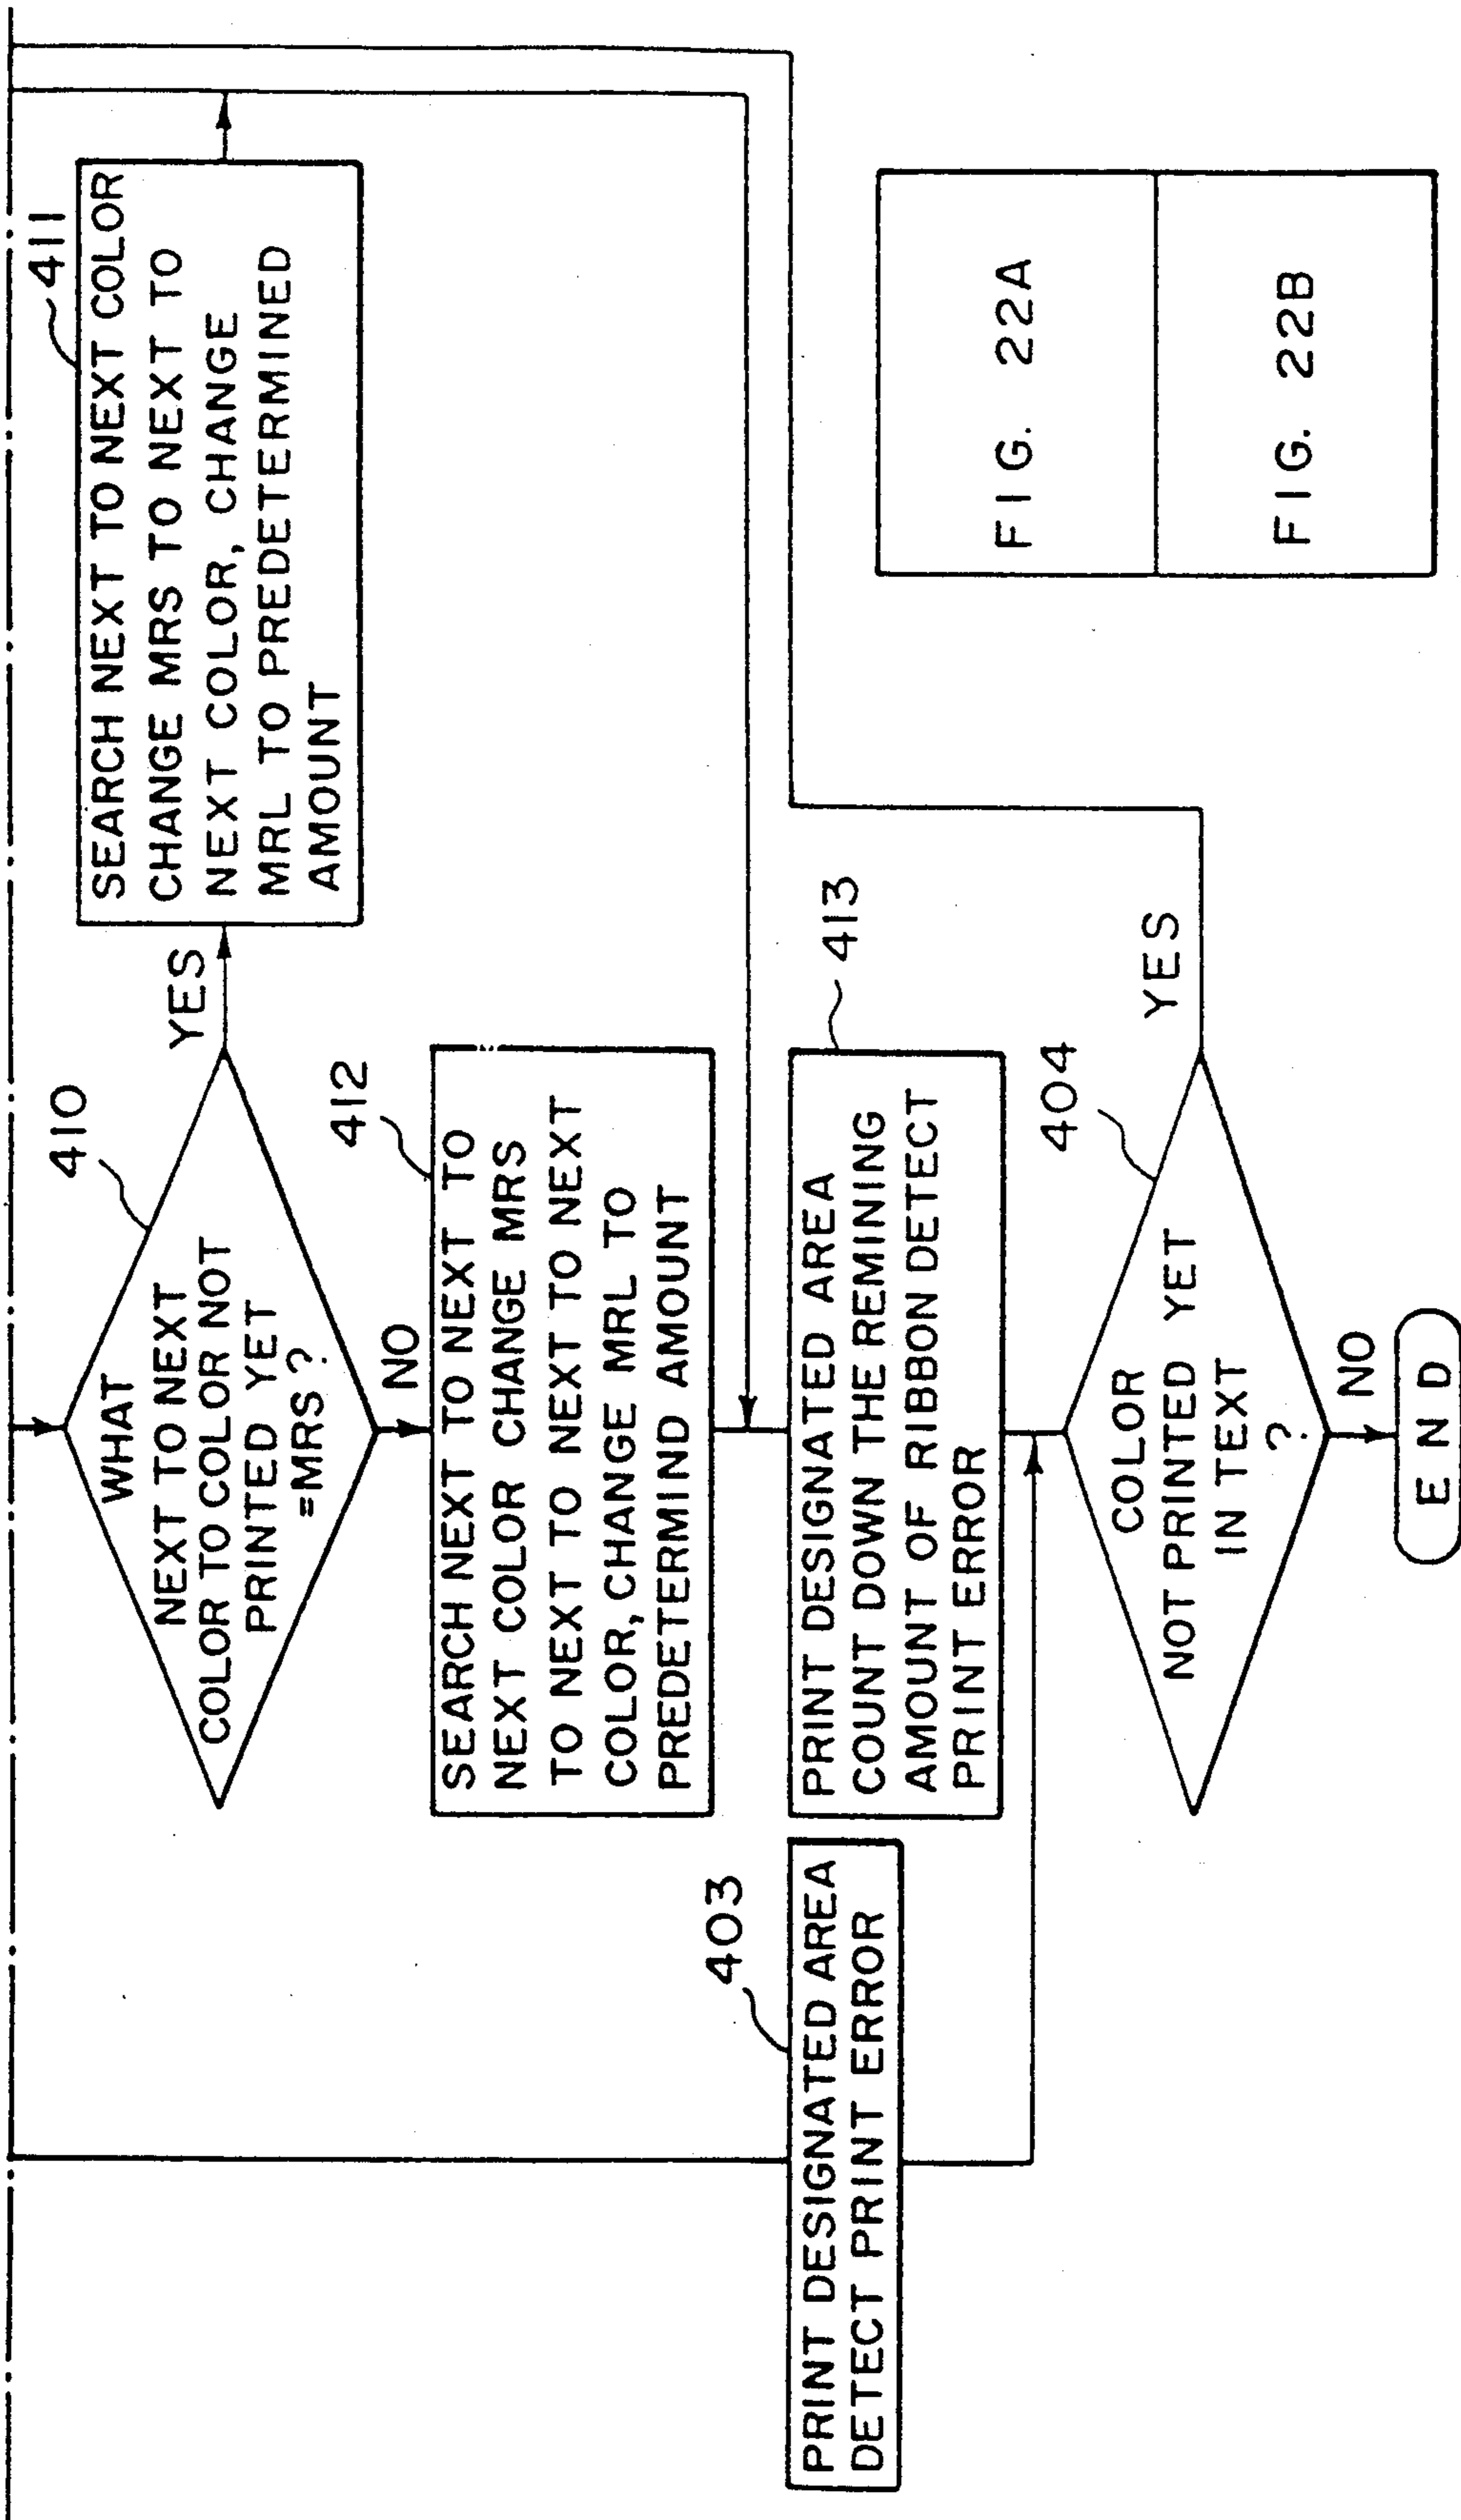 410
WHAT
NEXT TO NEXT
COLOR TO COLOR NOT
PRINTED YET
=MRS?
YES
NO
411
SEARCH NEXT TO NEXT COLOR
CHANGE MRS TO NEXT TO
NEXT COLOR, CHANGE
MRL TO PREDETERMINED
AMOUNT
412
SEARCH NEXT TO NEXT TO
NEXT COLOR CHANGE MRS
TO NEXT TO NEXT TO NEXT
COLOR, CHANGE MRL TO
PREDETERMIND AMOUNT
403
PRINT DESIGNATED AREA
DETECT PRINT ERROR
413
PRINT DESIGNATED AREA
COUNT DOWN THE REMINING
AMOUNT OF RIBBON DETECT
PRINT ERROR
404
COLOR
NOT PRINTED YET
IN TEXT
?
YES
NO
END
FIG. 22A
FIG. 22B